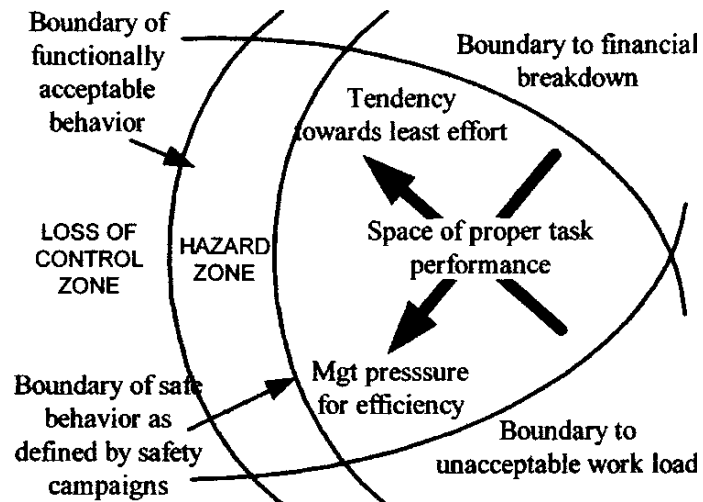 Boundary of
functionally
acceptable
behavior
Boundary to financial
breakdown
Tendency
towards least effort
LOSS OF
CONTROL
ZONE
HAZARD
ZONE
Space of proper task
performance
Boundary of safe
behavior as
defined by safety
campaigns
Mgt presssure
for efficiency
Boundary to
unacceptable work load